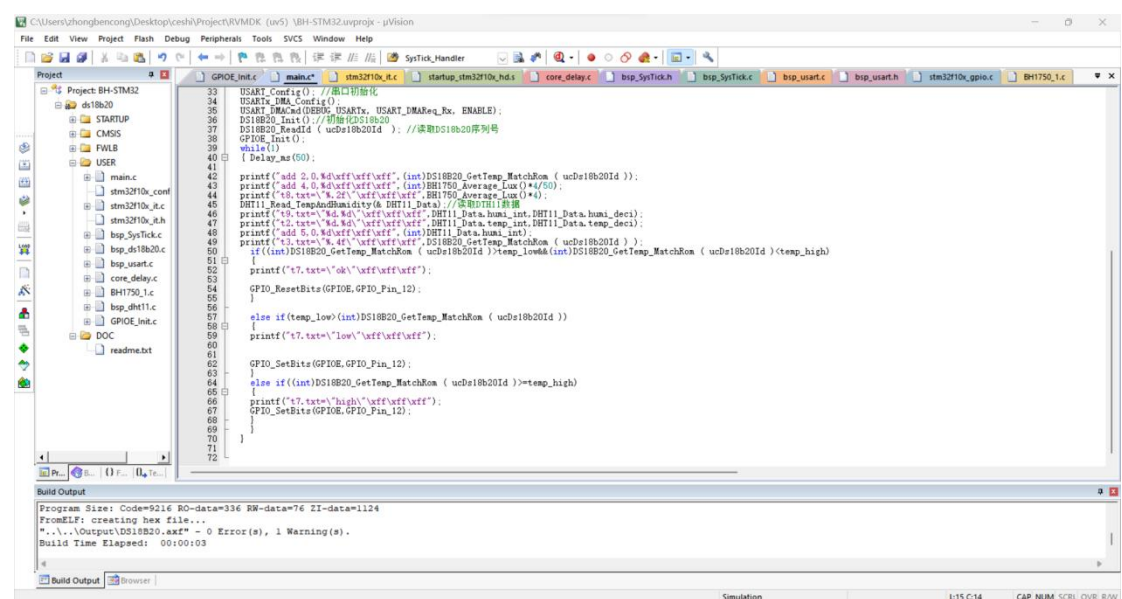 C:\Users\zhongbencong\Desktop\ceshi\Project\RVMDK (uv5) \BH-STM32.uvprojx - µVision
File Edit View Project Flash Debug Peripherals Tools SVCS Window Help
SysTick_Handler
Project
GPIOE_Init.c main.c* stm32f10x_it.c startup_stm32f10x_hd.s core_delay.c bsp_SysTick.h bsp_SysTick.c bsp_usart.c bsp_usart.h stm32f10x_gpio.c BH1750_1.c
Project: BH-STM32
ds18b20
STARTUP
CMSIS
FWLB
USER
main.c
stm32f10x_conf
stm32f10x_it.c
stm32f10x_it.h
bsp_SysTick.c
bsp_ds18b20.c
bsp_usart.c
core_delay.c
BH1750_1.c
bsp_dht11.c
GPIOE_Init.c
DOC
readme.txt
Pr... B... {} F... Te...
33 USART_Config(); //串口初始化
34 USARTx_DMA_Config();
35 USART_DMACmd(DEBUG_USARTx, USART_DMAReq_Rx, ENABLE);
36 DS18B20_Init();//初始化DS18b20
37 DS18B20_ReadId ( ucDs18b20Id ); //读取DS18b20序列号
38 GPIOE_Init();
39 while(1)
40 { Delay_ms(50);
41
42 printf("add 2,0,%d\xff\xff\xff",(int)DS18B20_GetTemp_MatchRom ( ucDs18b20Id ));
43 printf("add 4,0,%d\xff\xff\xff",(int)BH1750_Average_Lux()*4/50);
44 printf("t8.txt=\"%.2f\"\xff\xff\xff",BH1750_Average_Lux()*4);
45 DHT11_Read_TempAndHumidity(& DHT11_Data);//读取DTH11数据
46 printf("t9.txt=\"%d.%d\"\xff\xff\xff",DHT11_Data.humi_int,DHT11_Data.humi_deci);
47 printf("t2.txt=\"%d.%d\"\xff\xff\xff",DHT11_Data.temp_int,DHT11_Data.temp_deci);
48 printf("add 5,0,%d\xff\xff\xff",(int)DHT11_Data.humi_int);
49 printf("t3.txt=\"%.4f\"\xff\xff\xff",DS18B20_GetTemp_MatchRom ( ucDs18b20Id ) );
50 if((int)DS18B20_GetTemp_MatchRom ( ucDs18b20Id )>temp_low&&(int)DS18B20_GetTemp_MatchRom ( ucDs18b20Id )<temp_high)
51 {
52 printf("t7.txt=\"ok\"\xff\xff\xff");
53
54 GPIO_ResetBits(GPIOE,GPIO_Pin_12);
55 }
56
57 else if(temp_low>(int)DS18B20_GetTemp_MatchRom ( ucDs18b20Id ))
58 {
59 printf("t7.txt=\"low\"\xff\xff\xff");
60
61
62 GPIO_SetBits(GPIOE,GPIO_Pin_12);
63 }
64 else if((int)DS18B20_GetTemp_MatchRom ( ucDs18b20Id )>=temp_high)
65 {
66 printf("t7.txt=\"high\"\xff\xff\xff");
67 GPIO_SetBits(GPIOE,GPIO_Pin_12);
68 }
69 }
70 }
71
72
Build Output
Program Size: Code=9216 RO-data=336 RW-data=76 ZI-data=1124
FromELF: creating hex file...
"..\..\Output\DS18B20.axf" - 0 Error(s), 1 Warning(s).
Build Time Elapsed: 00:00:03
Build Output Browser
Simulation L:15 C:14 CAP NUM SCRL OVR R/W